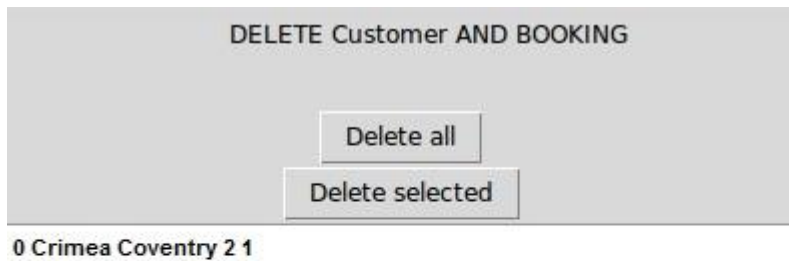 DELETE Customer AND BOOKING
Delete all
Delete selected
0 Crimea Coventry 2 1